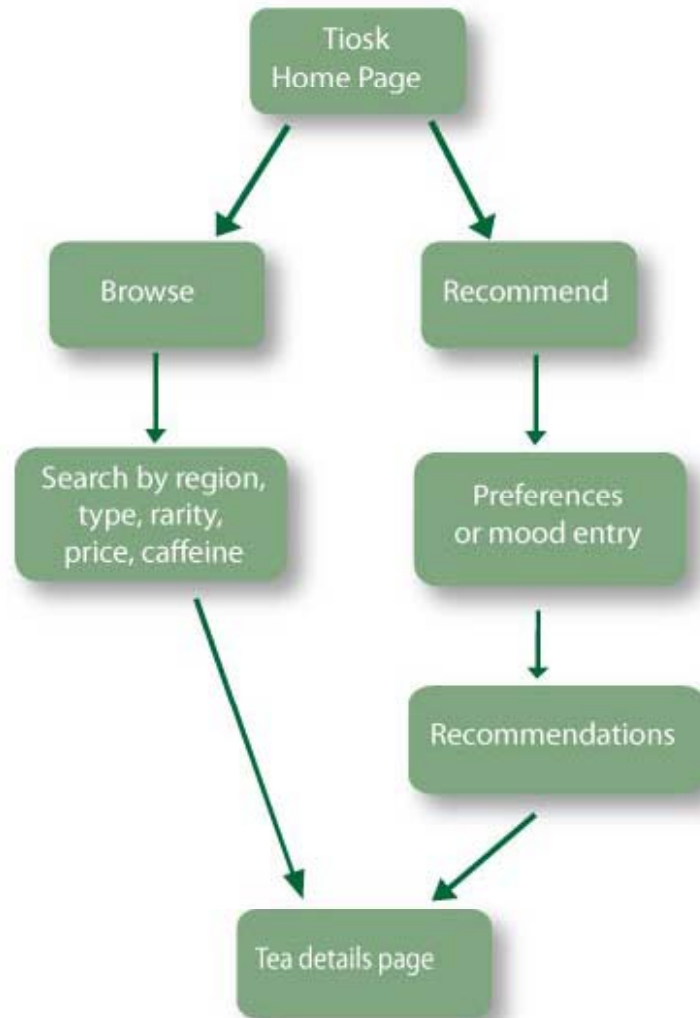 Tiosk
Home Page
Browse
Recommend
Search by region,
type, rarity,
price, caffeine
Preferences
or mood entry
Recommendations
Tea details page